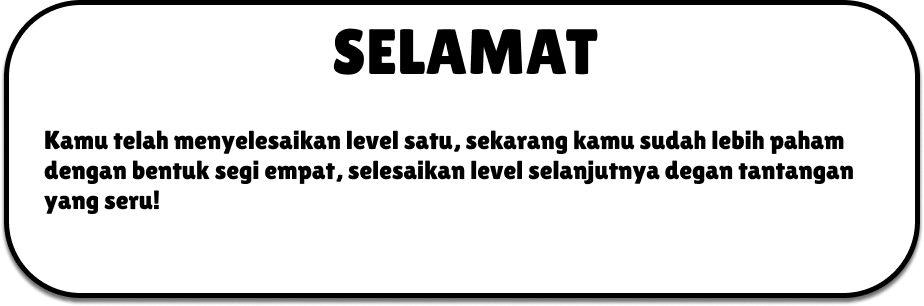 SELAMAT
Kamu telah menyelesaikan level satu, sekarang kamu sudah lebih paham
dengan bentuk segi empat, selesaikan level selanjutnya degan tantangan
yang seru!